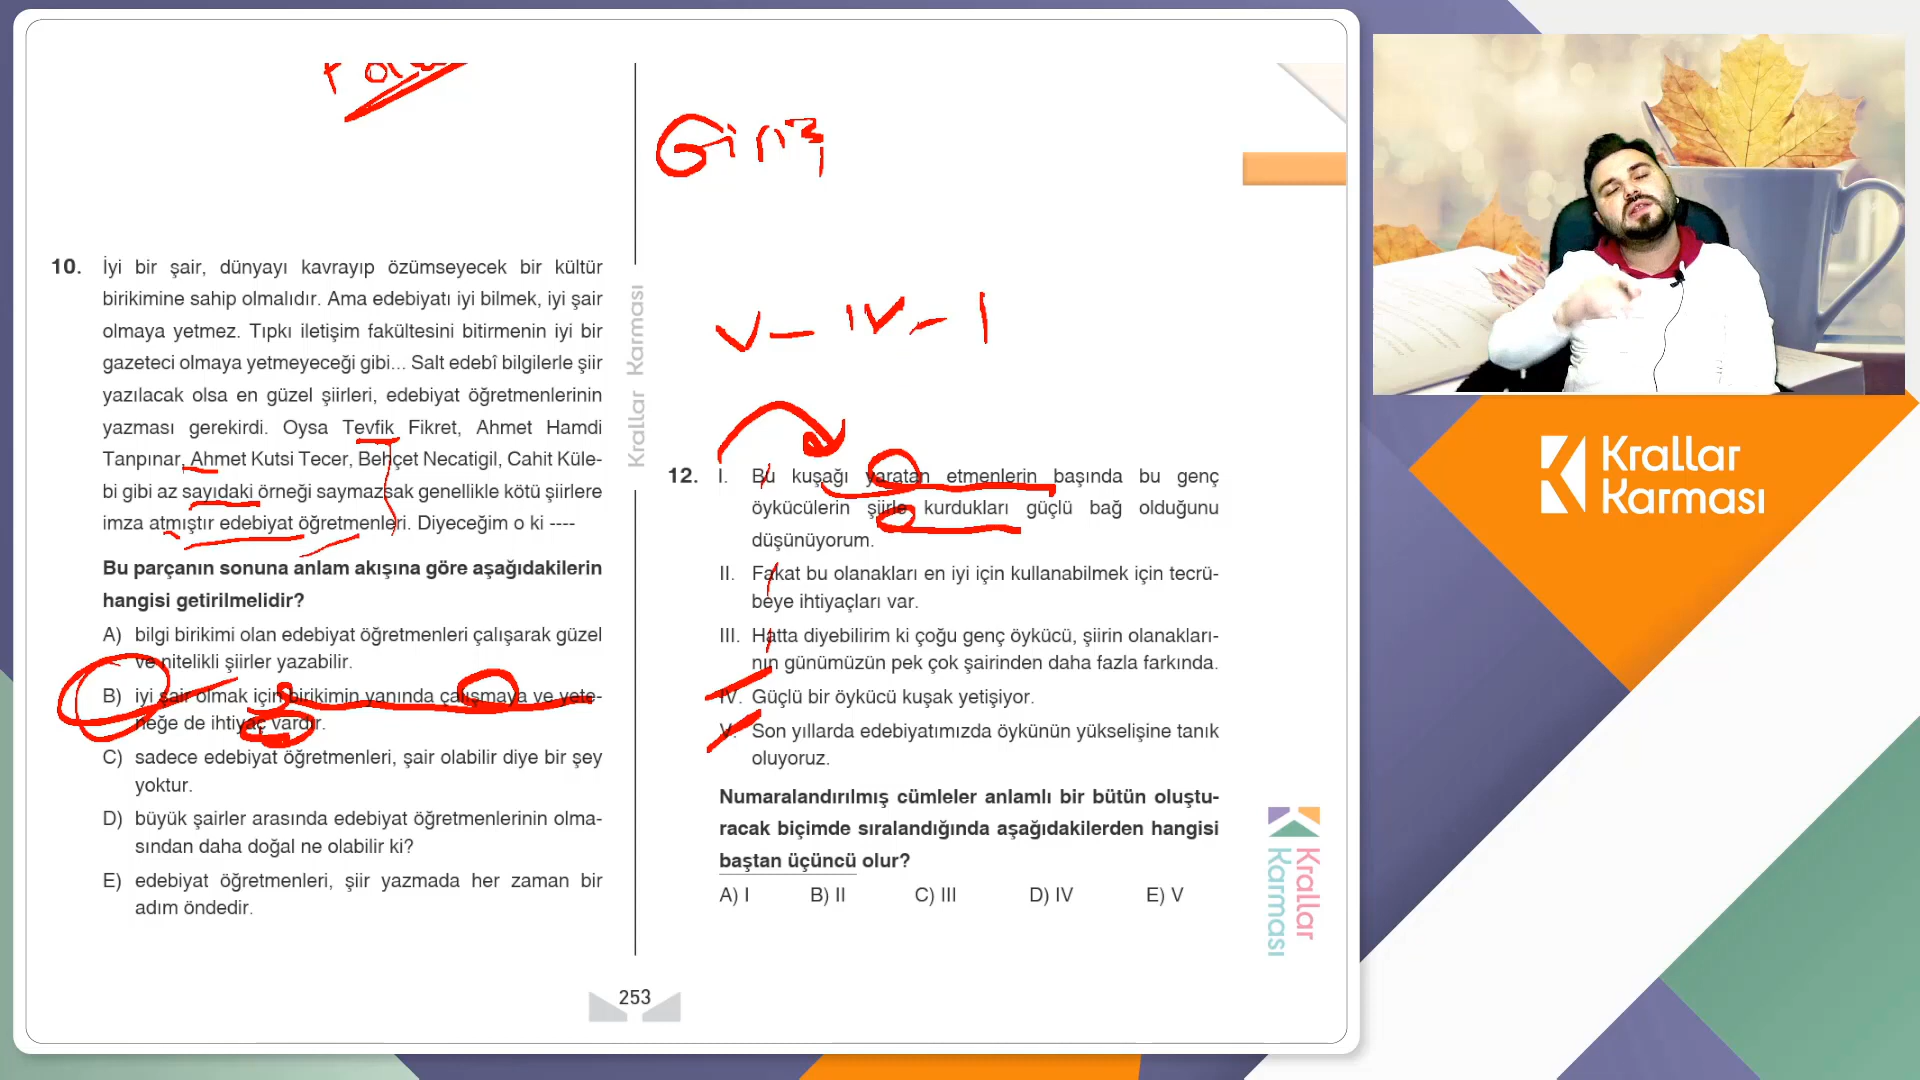 Giriş
V - IV - I
10. İyi bir şair, dünyayı kavrayıp özümseyecek bir kültür
birikimine sahip olmalıdır. Ama edebiyatı iyi bilmek, iyi şair
olmaya yetmez. Tıpkı iletişim fakültesini bitirmenin iyi bir
gazeteci olmaya yetmeyeceği gibi... Salt edebî bilgilerle şiir
yazılacak olsa en güzel şiirleri, edebiyat öğretmenlerinin
yazması gerekirdi. Oysa Tevfik Fikret, Ahmet Hamdi
Tanpınar, Ahmet Kutsi Tecer, Behçet Necatigil, Cahit Küle-
bi gibi az sayıdaki örneği saymazsak genellikle kötü şiirlere
imza atmıştır edebiyat öğretmenleri. Diyeceğim o ki ----
Bu parçanın sonuna anlam akışına göre aşağıdakilerin
hangisi getirilmelidir?
A) bilgi birikimi olan edebiyat öğretmenleri çalışarak güzel
ve nitelikli şiirler yazabilir.
B) iyi şair olmak için birikimin yanında çalışmaya ve yete-
neğe de ihtiyaç vardır.
C) sadece edebiyat öğretmenleri, şair olabilir diye bir şey
yoktur.
D) büyük şairler arasında edebiyat öğretmenlerinin olma-
sından daha doğal ne olabilir ki?
E) edebiyat öğretmenleri, şiir yazmada her zaman bir
adım öndedir.
Krallar Karması
12. I. Bu kuşağı yaratan etmenlerin başında bu genç
öykücülerin şiirle kurdukları güçlü bağ olduğunu
düşünüyorum.
II. Fakat bu olanakları en iyi için kullanabilmek için tecrü-
beye ihtiyaçları var.
III. Hatta diyebilirim ki çoğu genç öykücü, şiirin olanakları-
nın günümüzün pek çok şairinden daha fazla farkında.
IV. Güçlü bir öykücü kuşak yetişiyor.
V. Son yıllarda edebiyatımızda öykünün yükselişine tanık
oluyoruz.
Numaralandırılmış cümleler anlamlı bir bütün oluştu-
racak biçimde sıralandığında aşağıdakilerden hangisi
baştan üçüncü olur?
A) I B) II C) III D) IV E) V
Krallar
Karması
253
Krallar
Karması